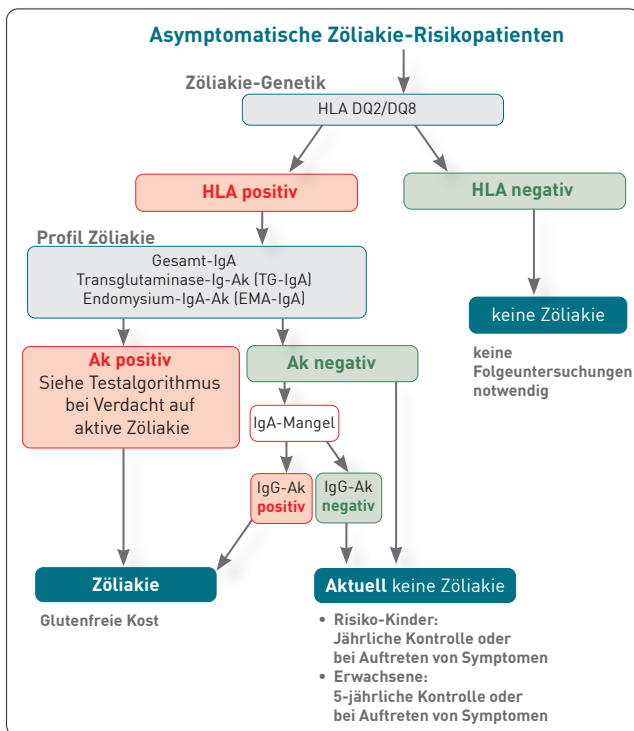 Asymptomatische Zöliakie-Risikopatienten
Zöliakie-Genetik
HLA DQ2/DQ8
HLA positiv
HLA negativ
Profil Zöliakie
Gesamt-IgA
Transglutaminase-Ig-Ak (TG-IgA)
Endomysium-IgA-Ak (EMA-IgA)
keine Zöliakie
keine
Folgeuntersuchungen
notwendig
Ak positiv
Siehe Testalgorithmus
bei Verdacht auf
aktive Zöliakie
Ak negativ
IgA-Mangel
IgG-Ak
positiv
IgG-Ak
negativ
Zöliakie
Glutenfreie Kost
Aktuell keine Zöliakie
• Risiko-Kinder:
Jährliche Kontrolle oder
bei Auftreten von Symptomen
• Erwachsene:
5-jährliche Kontrolle oder
bei Auftreten von Symptomen